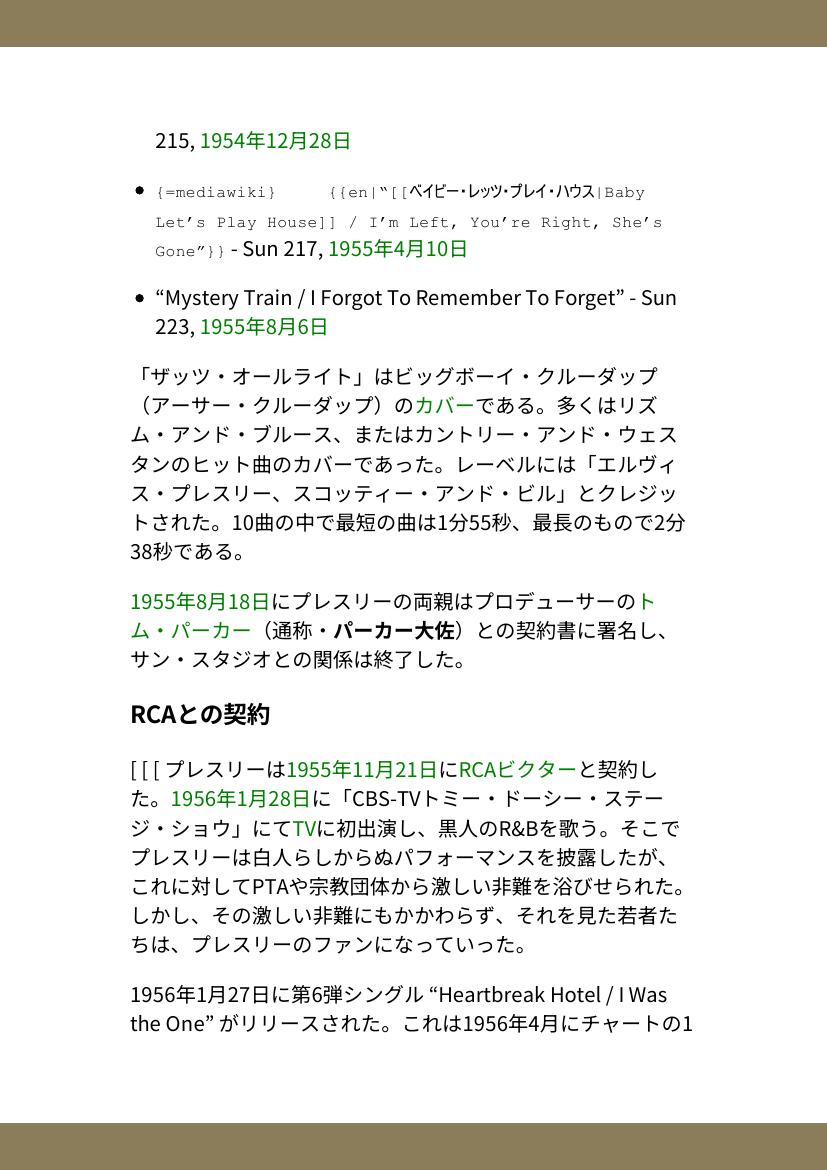 215, 1954年12月28日
• {=mediawiki} {{en|“[[ベイビー・レッツ・プレイ・ハウス|Baby
Let’s Play House]] / I’m Left, You’re Right, She’s
Gone”}} - Sun 217, 1955年4月10日
• “Mystery Train / I Forgot To Remember To Forget” - Sun
223, 1955年8月6日
「ザッツ・オールライト」はビッグボーイ・クルーダップ
（アーサー・クルーダップ）のカバーである。多くはリズ
ム・アンド・ブルース、またはカントリー・アンド・ウェス
タンのヒット曲のカバーであった。レーベルには「エルヴィ
ス・プレスリー、スコッティー・アンド・ビル」とクレジッ
トされた。10曲の中で最短の曲は1分55秒、最長のもので2分
38秒である。
1955年8月18日にプレスリーの両親はプロデューサーのト
ム・パーカー（通称・パーカー大佐）との契約書に署名し、
サン・スタジオとの関係は終了した。
RCAとの契約
[ [ [ プレスリーは1955年11月21日にRCAビクターと契約し
た。1956年1月28日に「CBS-TVトミー・ドーシー・ステー
ジ・ショウ」にてTVに初出演し、黒人のR&Bを歌う。そこで
プレスリーは白人らしからぬパフォーマンスを披露したが、
これに対してPTAや宗教団体から激しい非難を浴びせられた。
しかし、その激しい非難にもかかわらず、それを見た若者た
ちは、プレスリーのファンになっていった。
1956年1月27日に第6弾シングル “Heartbreak Hotel / I Was
the One” がリリースされた。これは1956年4月にチャートの1